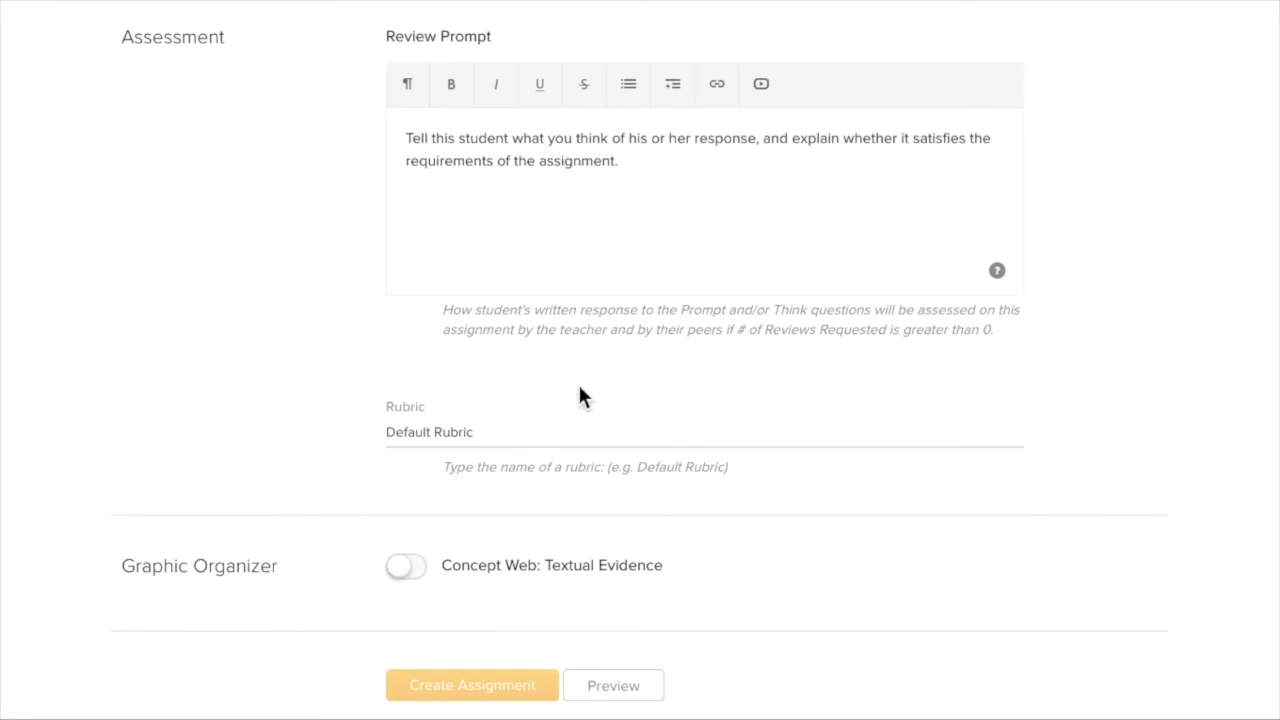 Assessment
Review Prompt
¶ B I U S
Tell this student what you think of his or her response, and explain whether it satisfies the
requirements of the assignment.
?
How student's written response to the Prompt and/or Think questions will be assessed on this
assignment by the teacher and by their peers if # of Reviews Requested is greater than 0.
Rubric
Default Rubric
Type the name of a rubric: (e.g. Default Rubric)
Graphic Organizer
Concept Web: Textual Evidence
Create Assignment
Preview